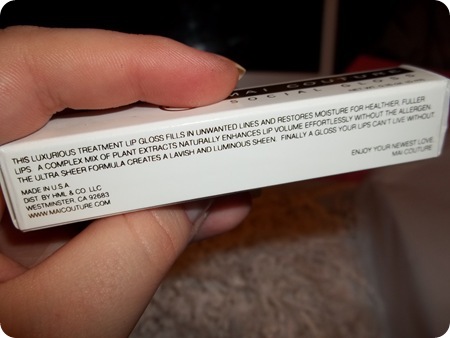 MAI COUTURE
SOCIAL
THIS LUXURIOUS TREATMENT LIP GLOSS FILLS IN UNWANTED LINES AND RESTORES MOISTURE FOR HEALTHIER, FULLER
LIPS. A COMPLEX MIX OF PLANT EXTRACTS NATURALLY ENHANCES LIP VOLUME EFFORTLESSLY WITHOUT THE ALLERGEN.
THE ULTRA SHEER FORMULA CREATES A LAVISH AND LUMINOUS SHEEN. FINALLY A GLOSS YOUR LIPS CAN'T LIVE WITHOUT.
ENJOY YOUR NEWEST LOVE,
MAI COUTURE
MADE IN U.S.A.
DIST. BY HML & CO. LLC
WESTMINSTER, CA 92683
WWW.MAICOUTURE.COM